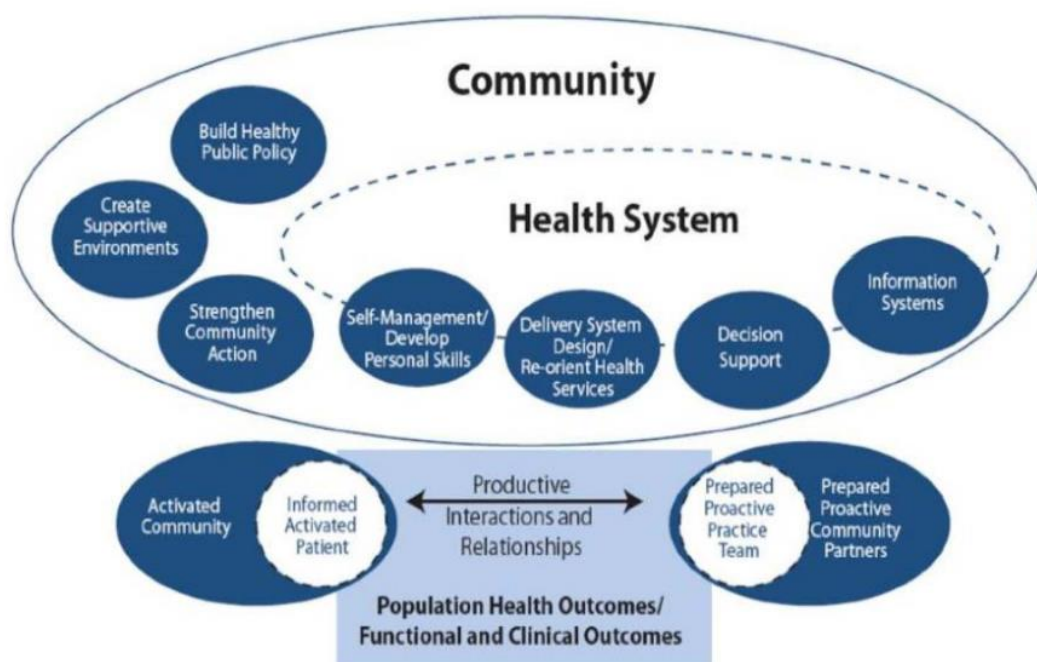 Community
Build Healthy
Public Policy
Create
Supportive
Environments
Strengthen
Community
Action
Health System
Self-Management/
Develop
Personal Skills
Delivery System
Design/
Re-orient Health
Services
Decision
Support
Information
Systems
Activated
Community
Informed
Activated
Patient
Productive
Interactions and
Relationships
Prepared
Proactive
Practice
Team
Prepared
Proactive
Community
Partners
Population Health Outcomes/
Functional and Clinical Outcomes